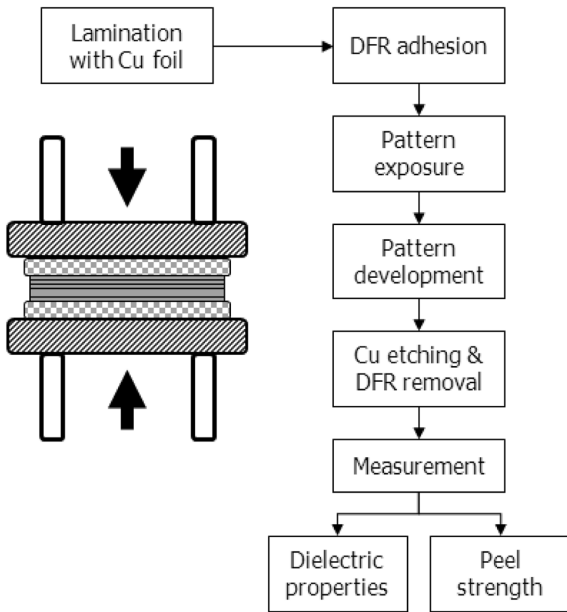 Lamination
with Cu foil
DFR adhesion
Pattern
exposure
Pattern
development
Cu etching &
DFR removal
Measurement
Dielectric
properties
Peel
strength